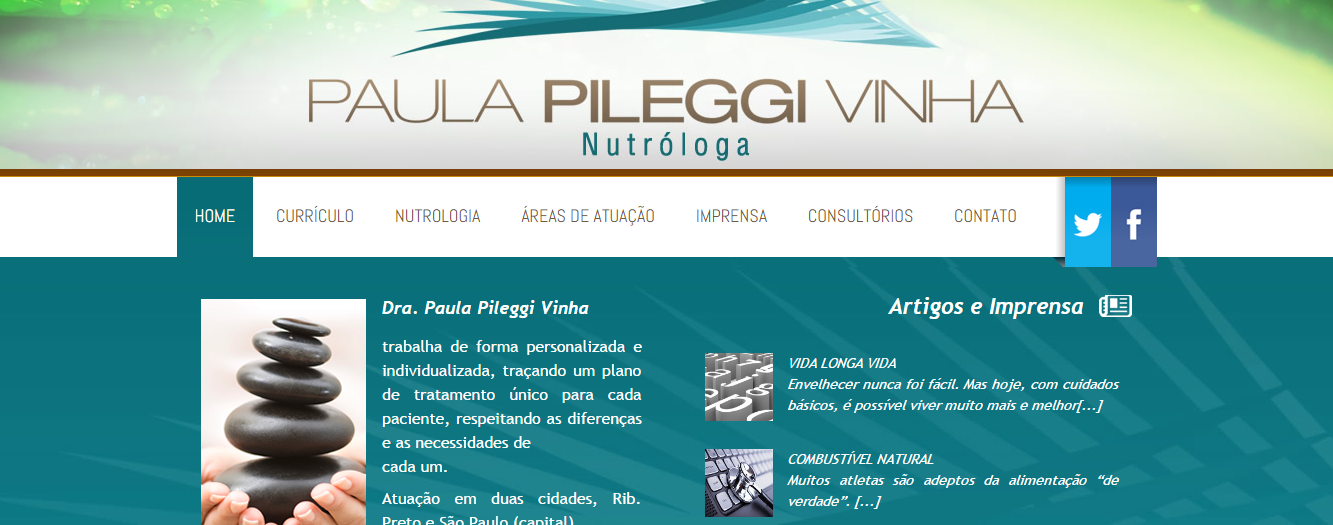 PAULA PILEGGI VINHA
Nutróloga
HOME
CURRÍCULO
NUTROLOGIA
ÁREAS DE ATUAÇÃO
IMPRENSA
CONSULTÓRIOS
CONTATO
Dra. Paula Pileggi Vinha
trabalha de forma personalizada e
individualizada, traçando um plano
de tratamento único para cada
paciente, respeitando as diferenças
e as necessidades de
cada um.
Atuação em duas cidades, Rib.
Preto e São Paulo (capital)
Artigos e Imprensa
VIDA LONGA VIDA
Envelhecer nunca foi fácil. Mas hoje, com cuidados
básicos, é possível viver muito mais e melhor[...]
COMBUSTÍVEL NATURAL
Muitos atletas são adeptos da alimentação “de
verdade”. [...]